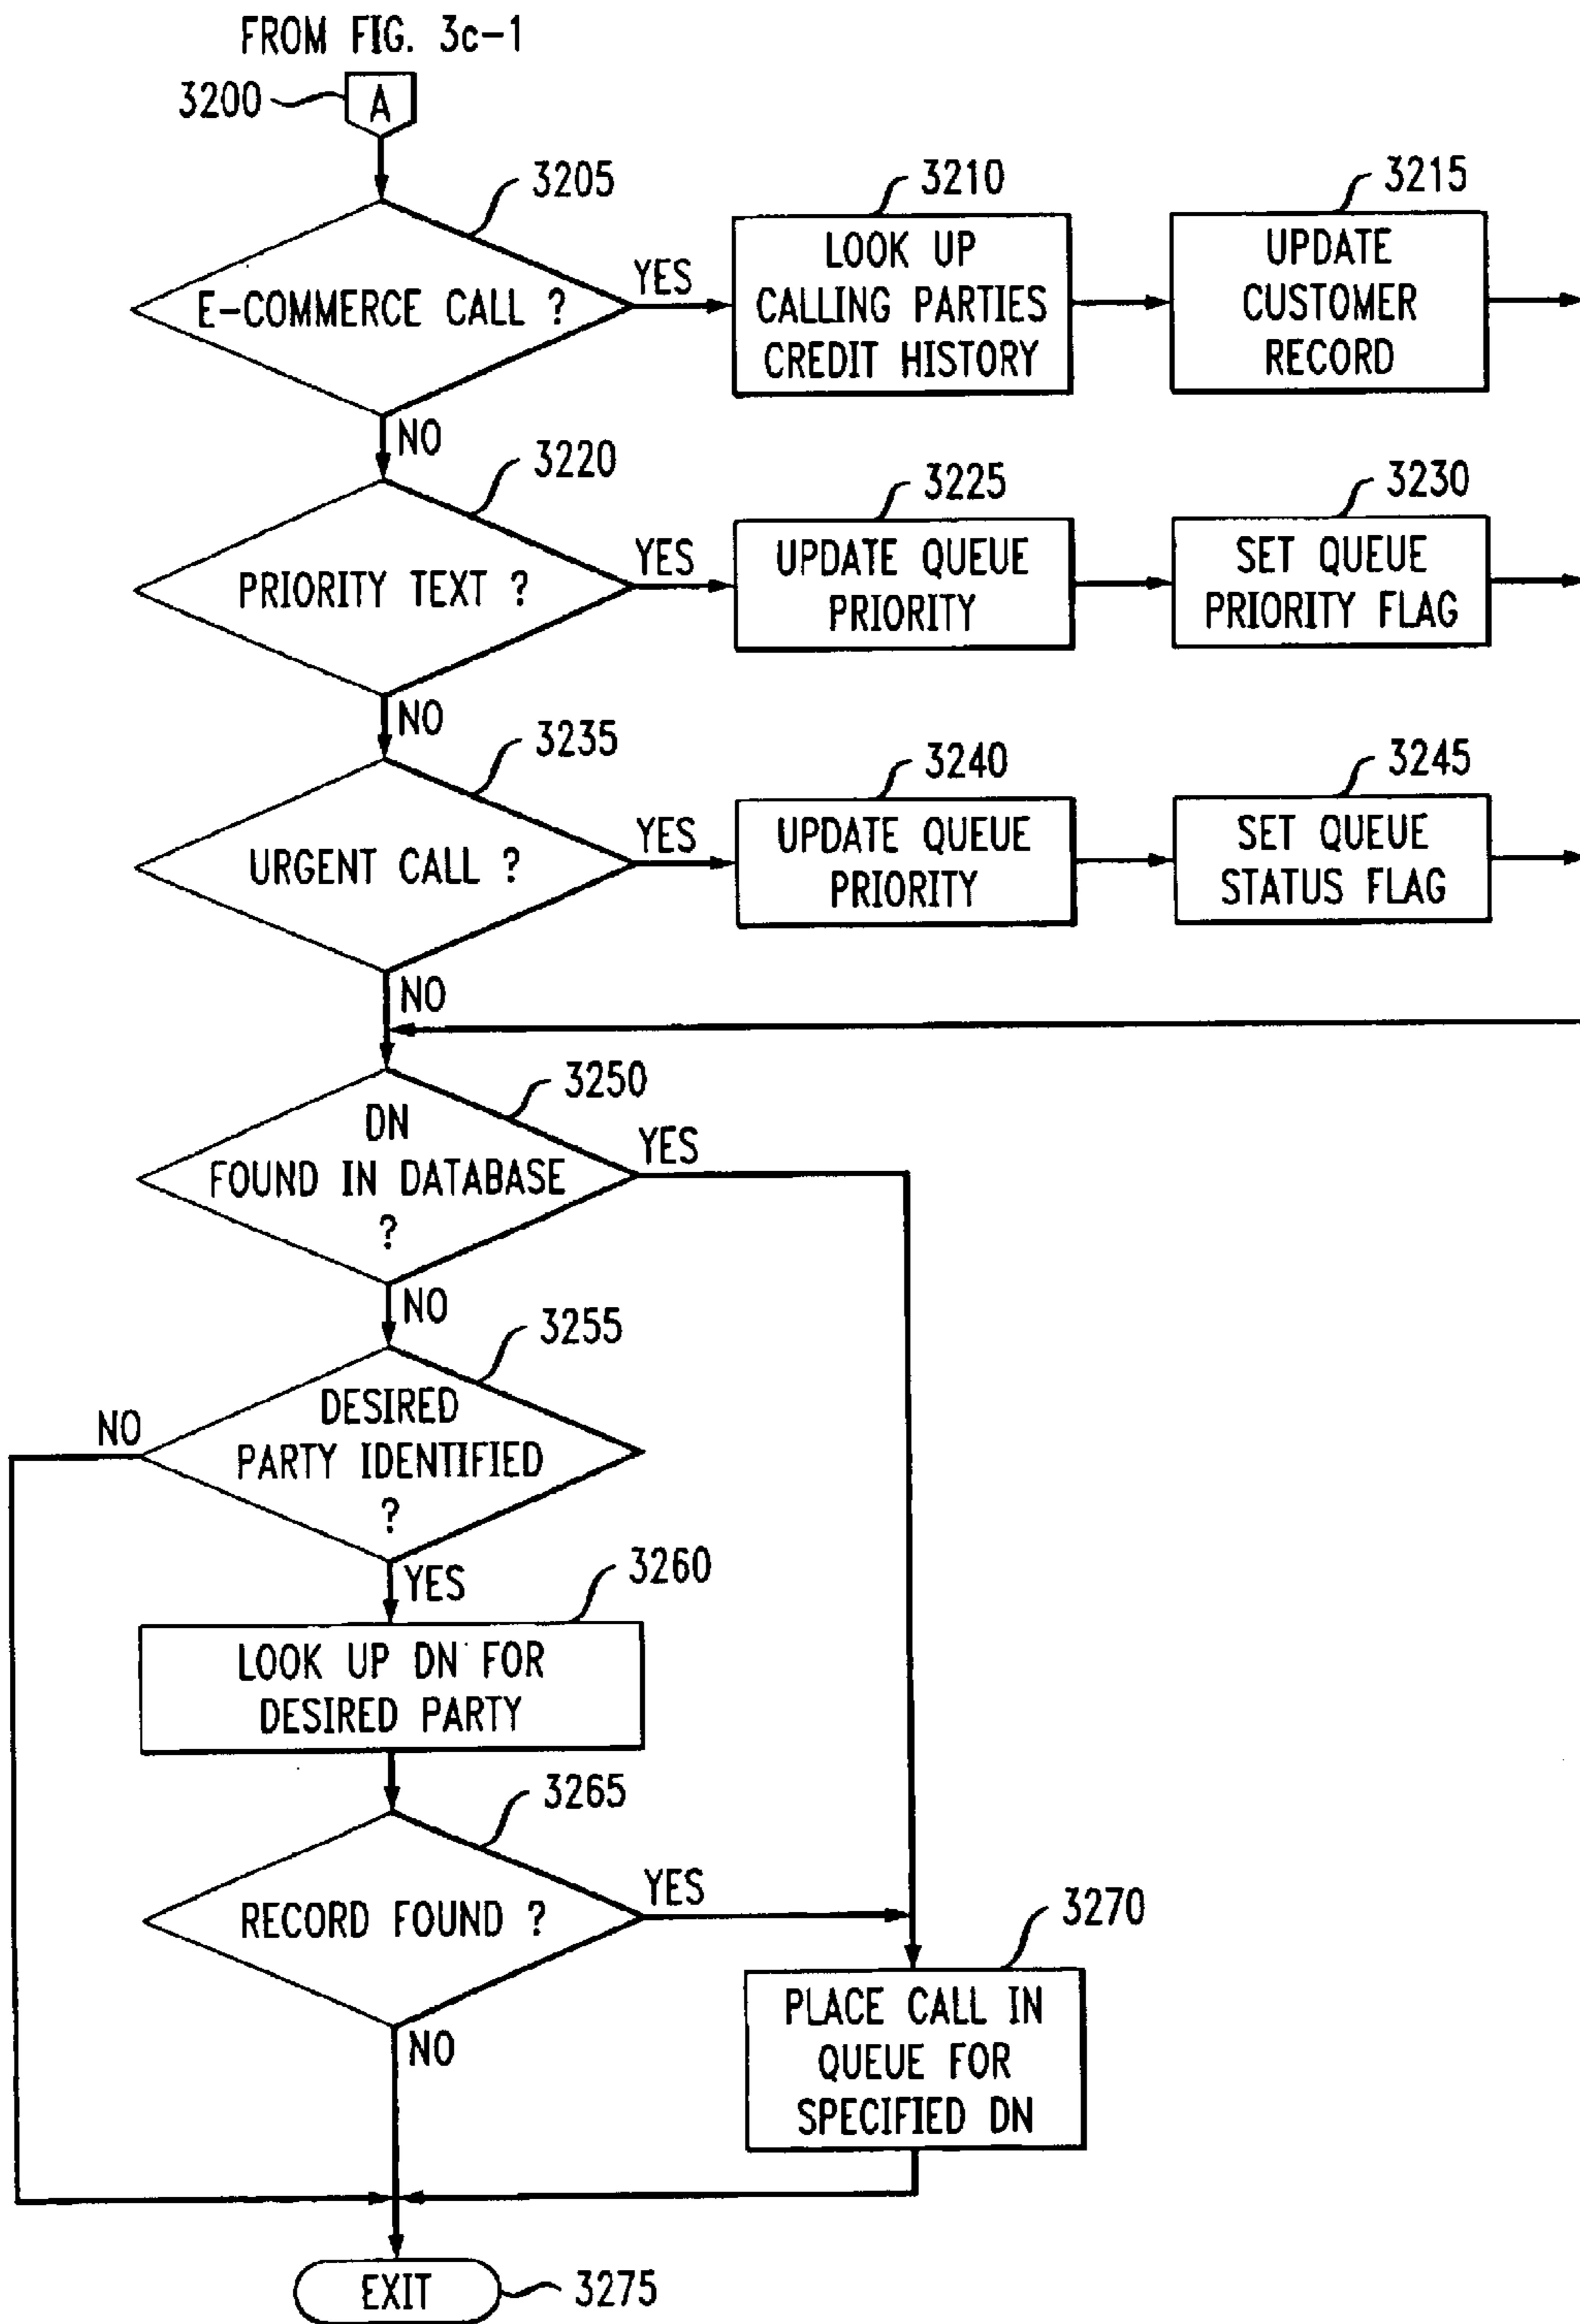 FROM FIG. 3c-1
3200
A
3205
E-COMMERCE CALL ?
YES
3210
LOOK UP
CALLING PARTIES
CREDIT HISTORY
3215
UPDATE
CUSTOMER
RECORD
NO
3220
PRIORITY TEXT ?
YES
3225
UPDATE QUEUE
PRIORITY
3230
SET QUEUE
PRIORITY FLAG
NO
3235
URGENT CALL ?
YES
3240
UPDATE QUEUE
PRIORITY
3245
SET QUEUE
STATUS FLAG
NO
3250
DN
FOUND IN DATABASE
?
YES
NO
3255
DESIRED
PARTY IDENTIFIED
?
NO
YES
3260
LOOK UP DN FOR
DESIRED PARTY
3265
RECORD FOUND ?
YES
NO
3270
PLACE CALL IN
QUEUE FOR
SPECIFIED DN
EXIT
3275